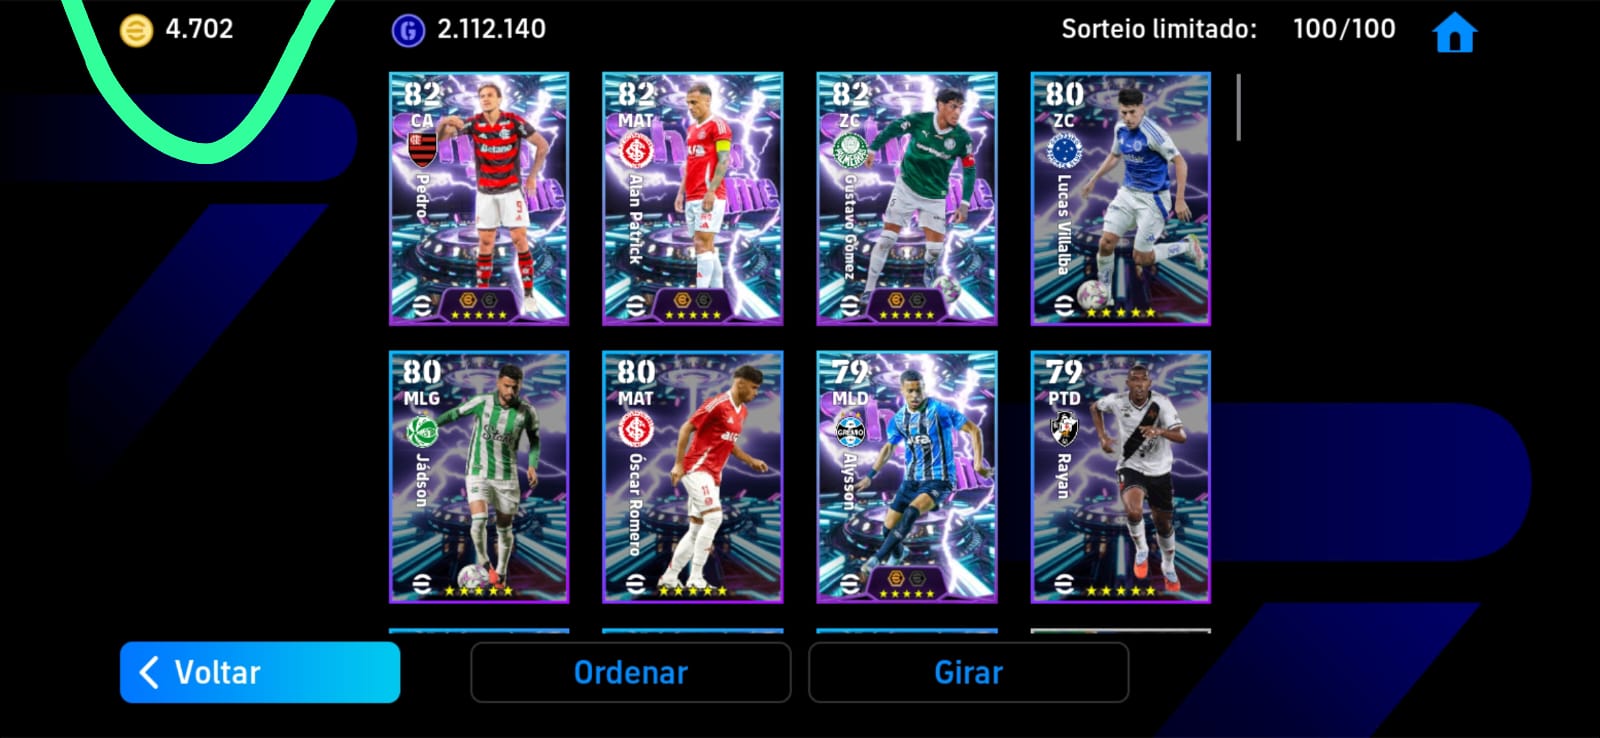 4.702
2.112.140
Sorteio limitado: 100/100
82
CA
Pedro
82
MAT
Alan Patrick
82
ZC
Gustavo Gómez
80
ZC
Lucas Villalba
80
MLG
Jádson
80
MAT
Óscar Romero
79
MLD
Alysson
79
PTD
Rayan
Voltar
Ordenar
Girar